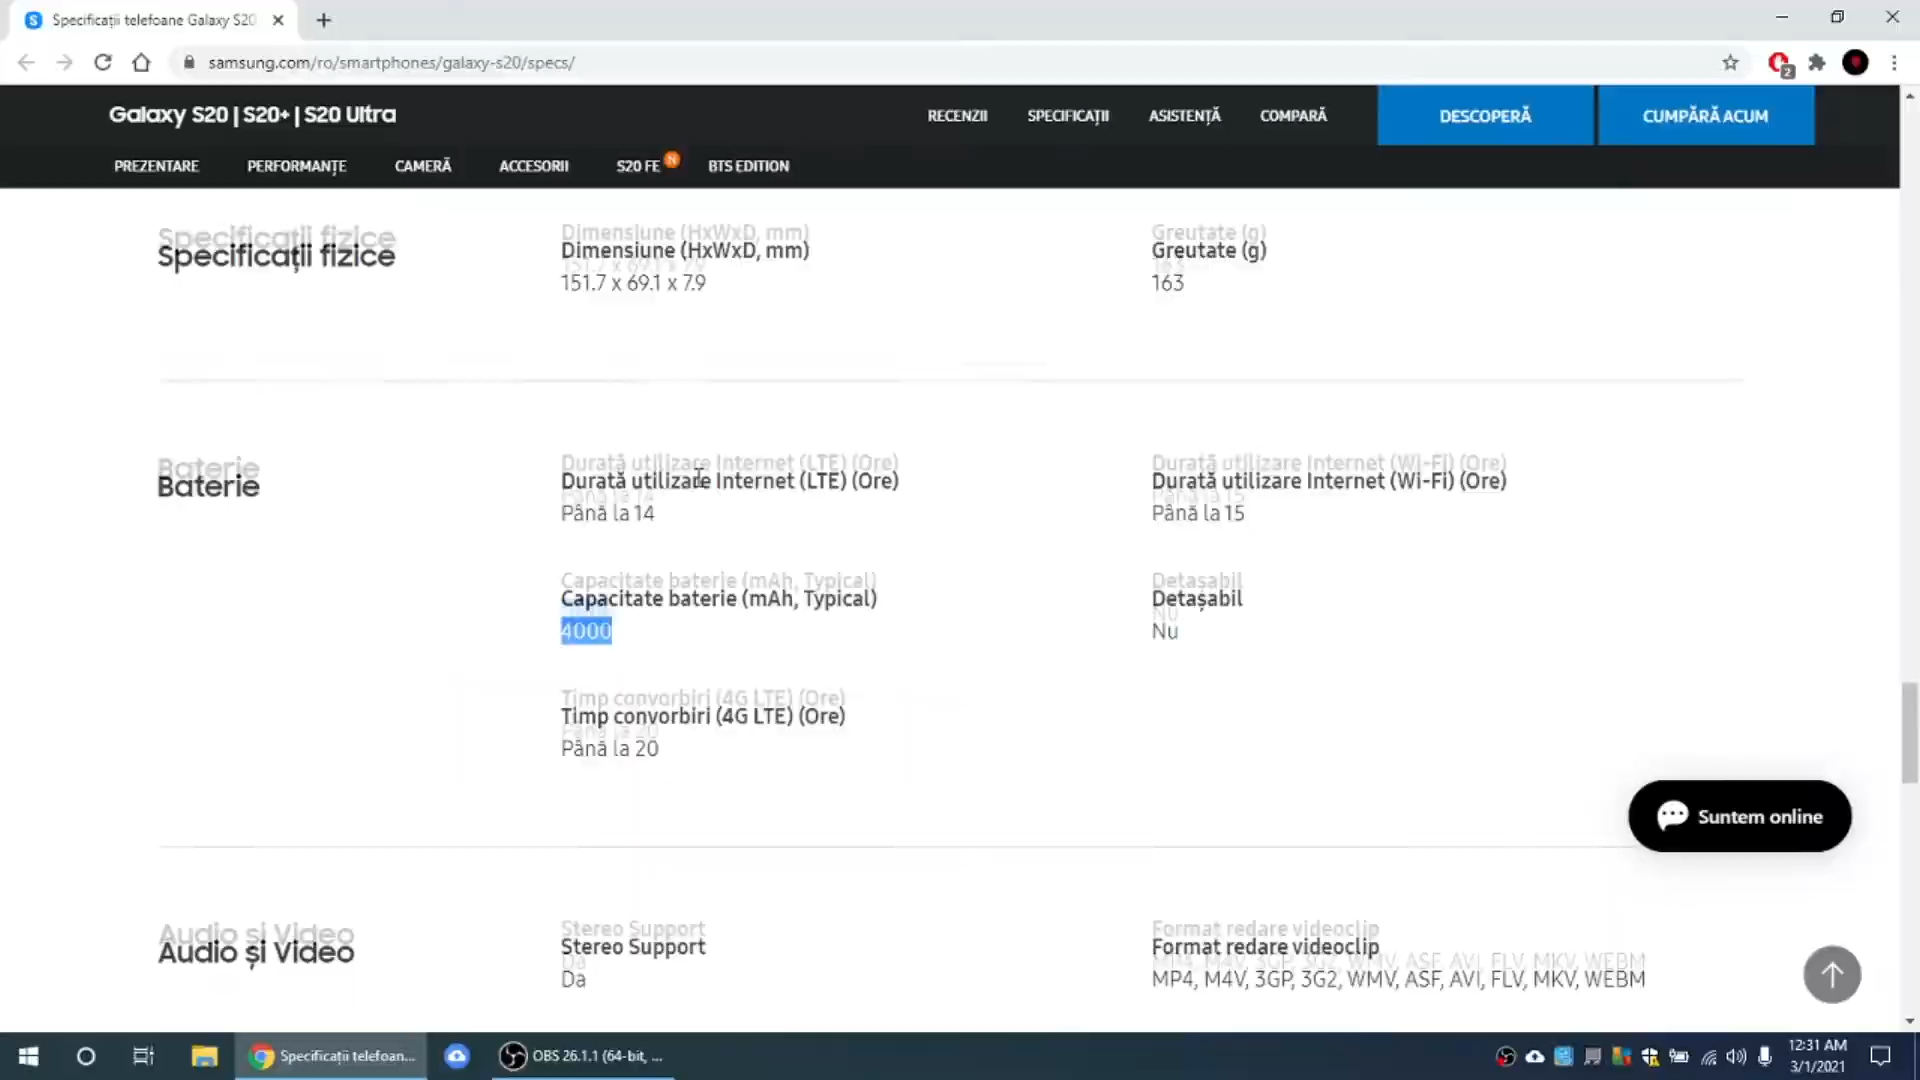 Specificații telefoane Galaxy S20
samsung.com/ro/smartphones/galaxy-s20/specs/
2
Galaxy S20 | S20+ | S20 Ultra
RECENZII
SPECIFICAȚII
ASISTENȚĂ
COMPARĂ
DESCOPERĂ
CUMPĂRĂ ACUM
PREZENTARE
PERFORMANȚE
CAMERĂ
ACCESORII
S20 FE
N
BTS EDITION
Specificații fizice
Dimensiune (HxWxD, mm)
151.7 x 69.1 x 7.9
Greutate (g)
163
Baterie
Durată utilizare Internet (LTE) (Ore)
Până la 14
Durată utilizare Internet (Wi-Fi) (Ore)
Până la 15
Capacitate baterie (mAh, Typical)
4000
Detașabil
Nu
Timp convorbiri (4G LTE) (Ore)
Până la 20
Suntem online
Audio și Video
Stereo Support
Da
Format redare videoclip
MP4, M4V, 3GP, 3G2, WMV, ASF, AVI, FLV, MKV, WEBM
Specificații telefoan...
OBS 26.1.1 (64-bit, ...
12:31 AM
3/1/2021